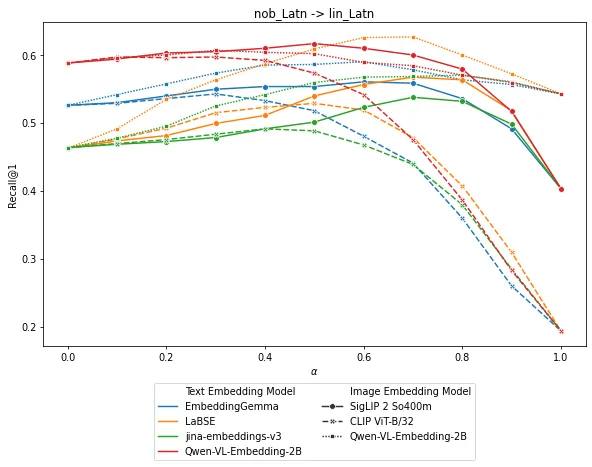 nob_Latn -> lin_Latn
Recall@1
0.6
0.5
0.4
0.3
0.2
0.0 0.2 0.4 0.6 0.8 1.0
α
Text Embedding Model
EmbeddingGemma
LaBSE
jina-embeddings-v3
Qwen-VL-Embedding-2B
Image Embedding Model
SigLIP 2 So400m
CLIP ViT-B/32
Qwen-VL-Embedding-2B